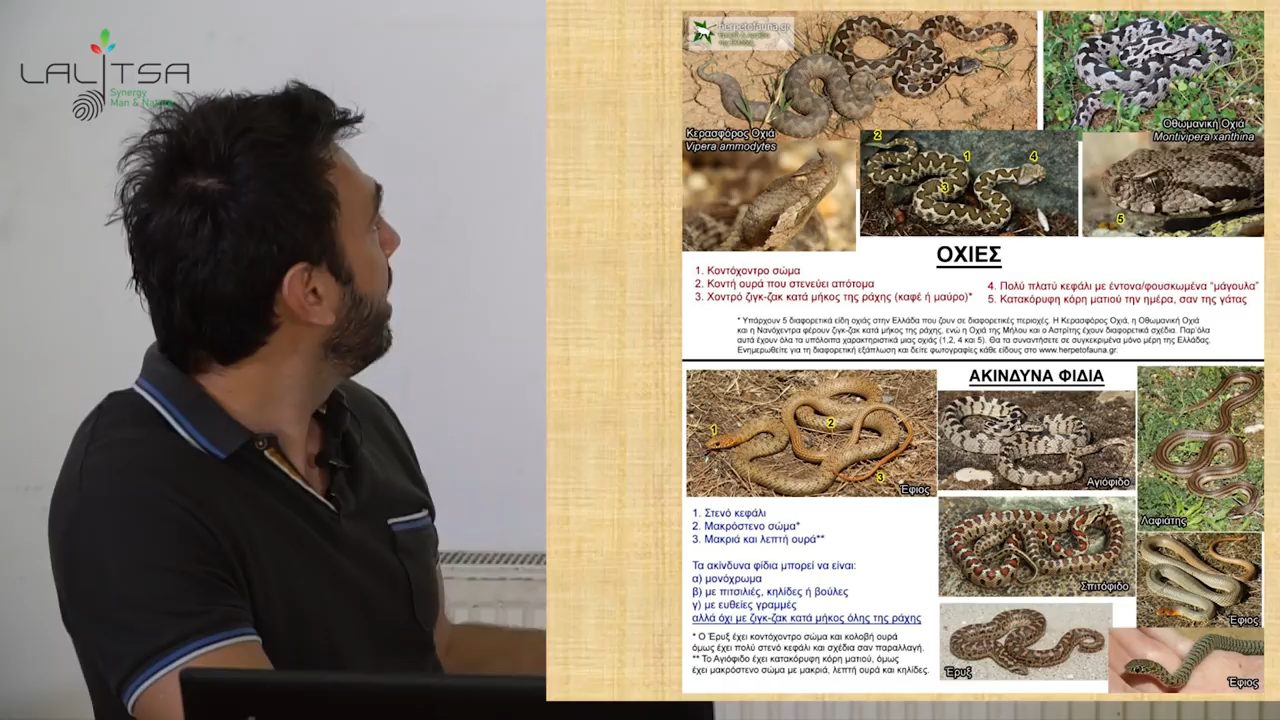 LALITSA
Synergy
Man & Nature
herpetofauna.gr
Κερασφόρος Οχιά
Vipera ammodytes
Οθωμανική Οχιά
Montivipera xanthina
2
1
4
3
5
ΟΧΙΕΣ
1. Κοντόχοντρο σώμα
2. Κοντή ουρά που στενεύει απότομα
3. Χοντρό ζιγκ-ζακ κατά μήκος της ράχης (καφέ ή μαύρο)*
4. Πολύ πλατύ κεφάλι με έντονα/φουσκωμένα “μάγουλα”
5. Κατακόρυφη κόρη ματιού την ημέρα, σαν της γάτας
* Υπάρχουν 5 διαφορετικά είδη οχιάς στην Ελλάδα που ζουν σε διαφορετικές περιοχές. Η Κερασφόρος Οχιά, η Οθωμανική Οχιά
και η Νανόχεντρα φέρουν ζιγκ-ζακ κατά μήκος της ράχης, ενώ η Οχιά της Μήλου και ο Αστρίτης έχουν διαφορετικά σχέδια. Παρ'όλα
αυτά έχουν όλα τα υπόλοιπα χαρακτηριστικά μιας οχιάς (1,2, 4 και 5). Θα τα συναντήσετε σε συγκεκριμένα μόνο μέρη της Ελλάδας.
Ενημερωθείτε για τη διαφορετική εξάπλωση και δείτε φωτογραφίες κάθε είδους στο www.herpetofauna.gr.
ΑΚΙΝΔΥΝΑ ΦΙΔΙΑ
1
2
3
Έφιος
Αγιόφιδο
Λαφιάτης
Σπιτόφιδο
Έφιος
Έρυξ
Έφιος
1. Στενό κεφάλι
2. Μακρόστενο σώμα*
3. Μακριά και λεπτή ουρά**
Τα ακίνδυνα φίδια μπορεί να είναι:
α) μονόχρωμα
β) με πιτσιλιές, κηλίδες ή βούλες
γ) με ευθείες γραμμές
αλλά όχι με ζιγκ-ζακ κατά μήκος όλης της ράχης
* Ο Έρυξ έχει κοντόχοντρο σώμα και κολοβή ουρά
όμως έχει πολύ στενό κεφάλι και σχέδια σαν παραλλαγή.
** Το Αγιόφιδο έχει κατακόρυφη κόρη ματιού, όμως
έχει μακρόστενο σώμα με μακριά, λεπτή ουρά και κηλίδες.